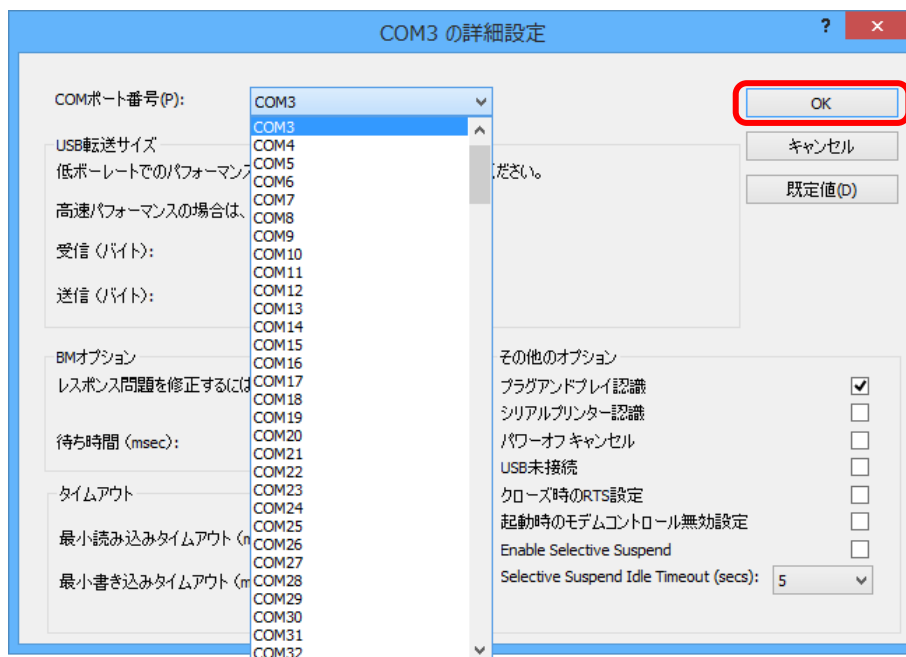 COM3 の詳細設定
?
×
COMポート番号(P):
COM3
OK
キャンセル
既定値(D)
USB転送サイズ
低ボーレートでのパフォーマンス
ださい。
高速パフォーマンスの場合は、
受信 (バイト):
送信 (バイト):
BMオプション
レスポンス問題を修正するには
待ち時間 (msec):
タイムアウト
最小読み込みタイムアウト (m
最小書き込みタイムアウト (m
COM3
COM4
COM5
COM6
COM7
COM8
COM9
COM10
COM11
COM12
COM13
COM14
COM15
COM16
COM17
COM18
COM19
COM20
COM21
COM22
COM23
COM24
COM25
COM26
COM27
COM28
COM29
COM30
COM31
COM32
その他のオプション
プラグアンドプレイ認識
シリアルプリンター認識
パワーオフ キャンセル
USB未接続
クローズ時のRTS設定
起動時のモデムコントロール無効設定
Enable Selective Suspend
Selective Suspend Idle Timeout (secs): 5